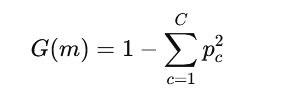 G(m) = 1 − ∑_{c=1}^{C} p_c^2